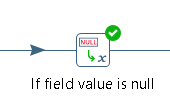 NULL
x
If field value is null